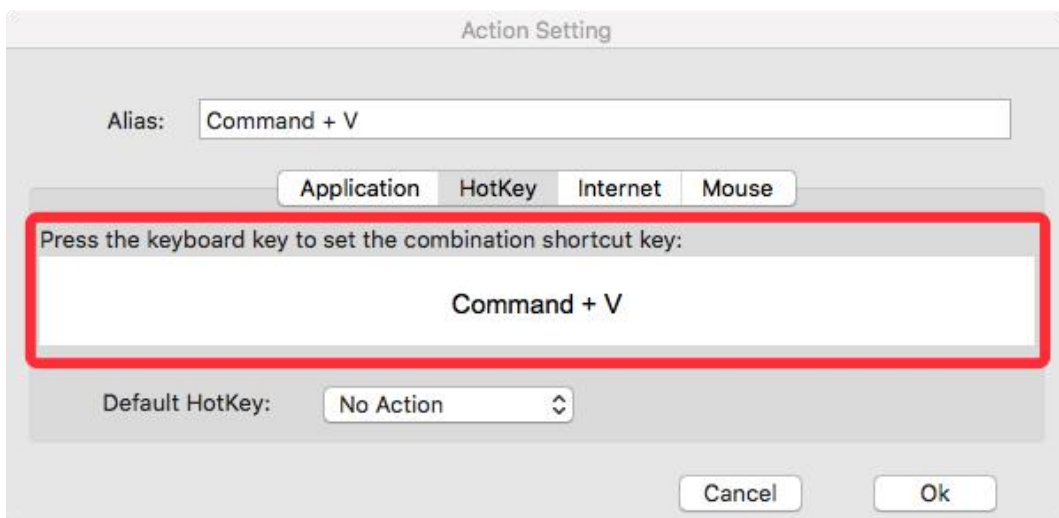 Action Setting
Alias: Command + V
Application HotKey Internet Mouse
Press the keyboard key to set the combination shortcut key:
Command + V
Default HotKey: No Action
Cancel Ok